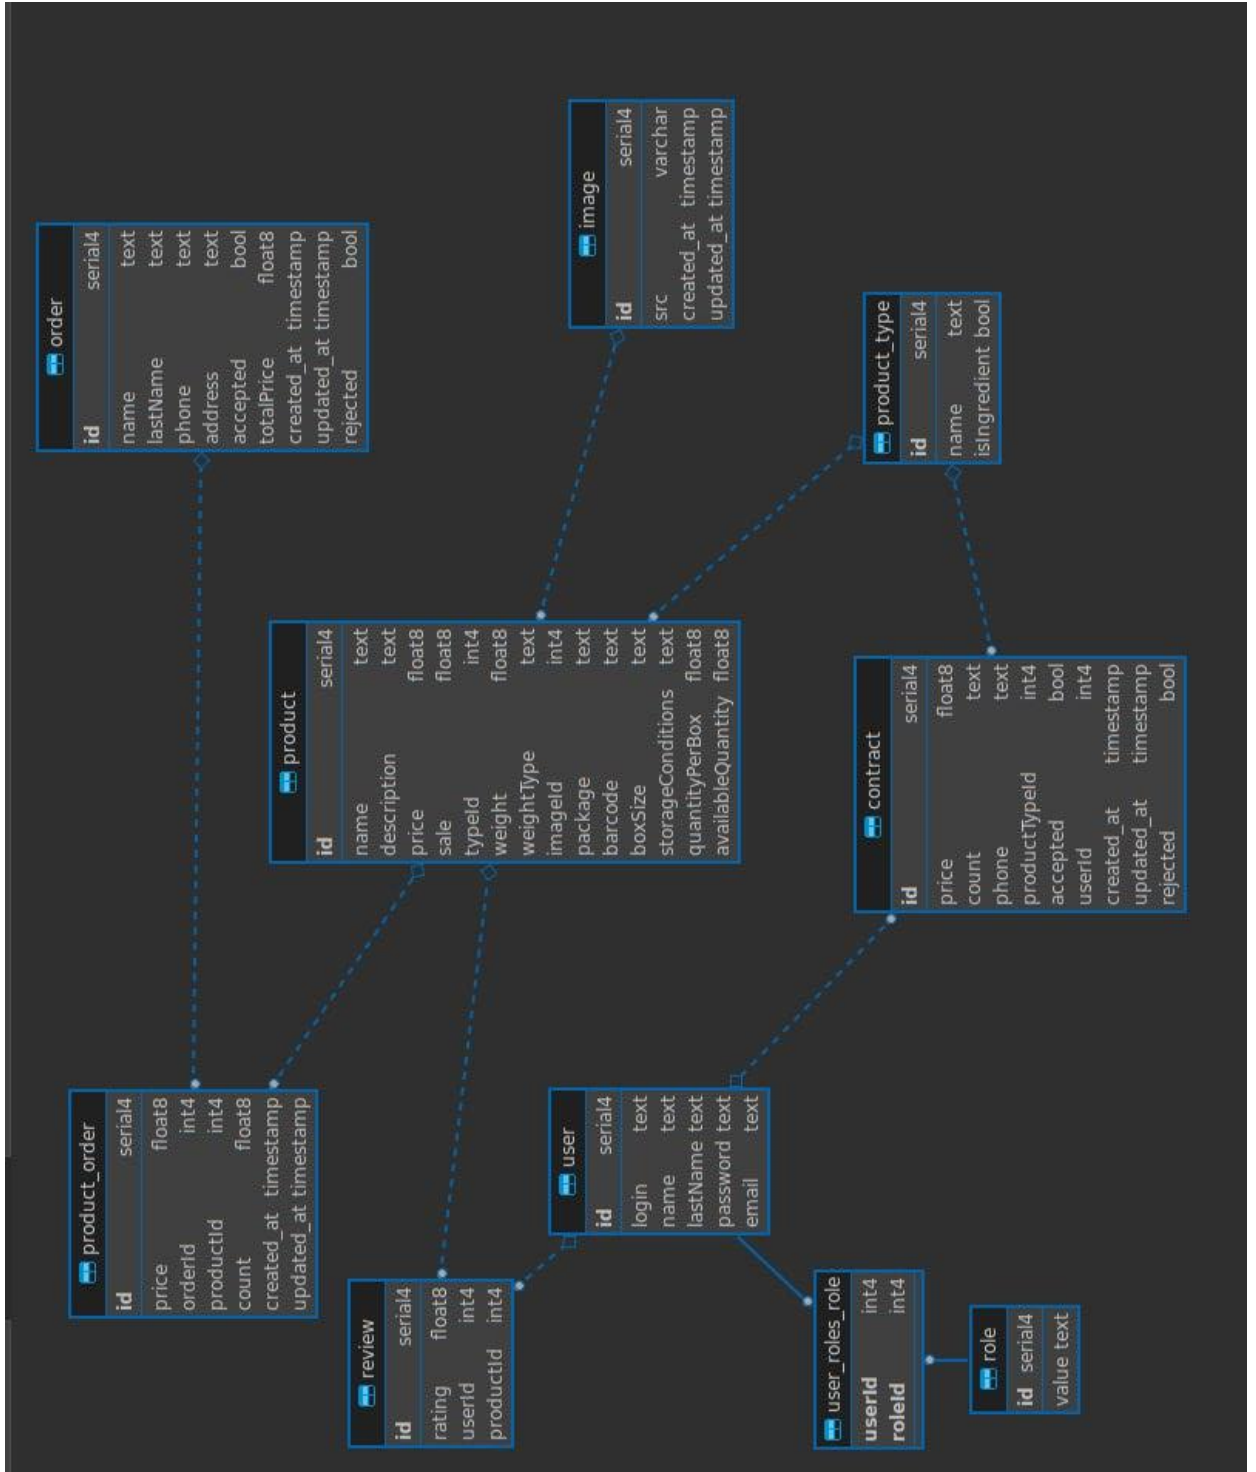 order
id serial4
name text
lastName text
phone text
address text
accepted bool
totalPrice float8
created_at timestamp
updated_at timestamp
rejected bool
image
id serial4
src varchar
created_at timestamp
updated_at timestamp
product_type
id serial4
name text
isIngredient bool
product
id serial4
name text
description text
price float8
sale float8
typeId int4
weight float8
weightType text
imageId int4
package text
barcode text
boxSize text
storageConditions text
quantityPerBox float8
availableQuantity float8
contract
id serial4
price float8
count text
phone text
productTypeId int4
accepted bool
userId int4
created_at timestamp
updated_at timestamp
rejected bool
product_order
id serial4
price float8
orderId int4
productId int4
count float8
created_at timestamp
updated_at timestamp
user
id serial4
login text
name text
lastName text
password text
email text
review
id serial4
rating float8
userId int4
productId int4
user_roles_role
userId int4
roleId int4
role
id serial4
value text